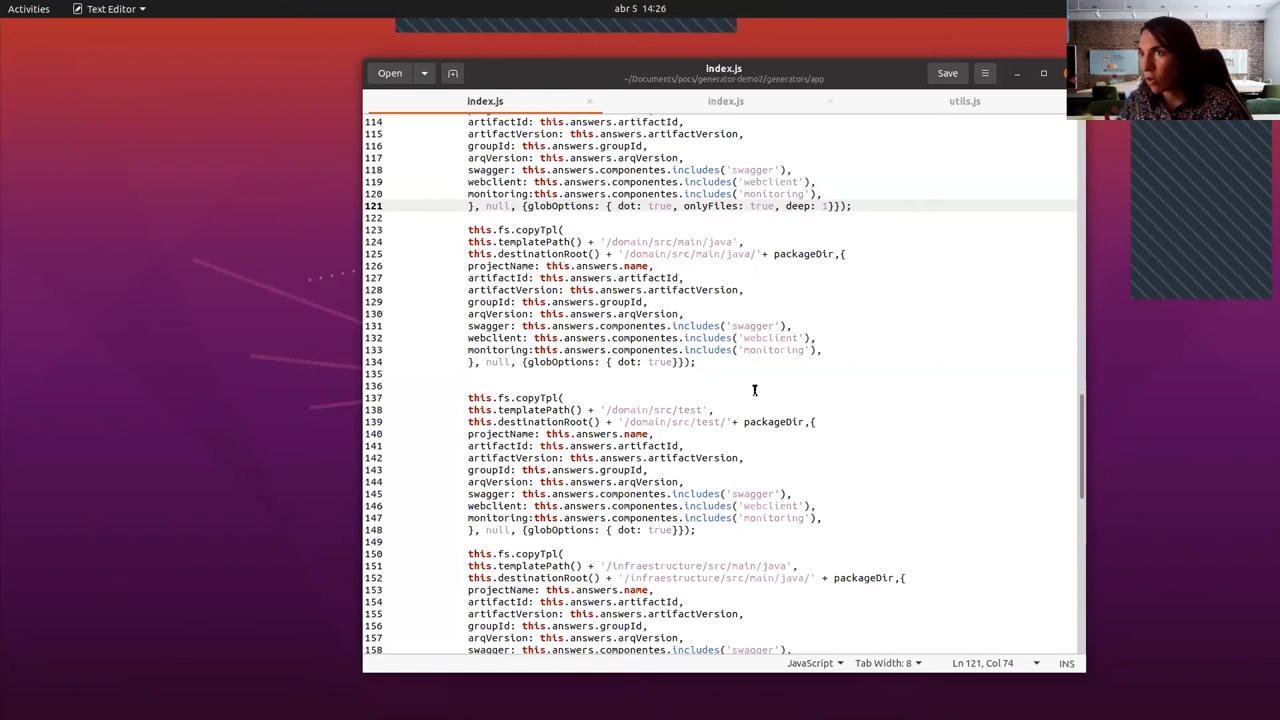 Activities
Text Editor
abr 5 14:26
Open
index.js
~/Documents/pocs/generator-demo2/generators/app
Save
index.js
index.js
utils.js
114 artifactId: this.answers.artifactId,
115 artifactVersion: this.answers.artifactVersion,
116 groupId: this.answers.groupId,
117 arqVersion: this.answers.arqVersion,
118 swagger: this.answers.componentes.includes('swagger'),
119 webclient: this.answers.componentes.includes('webclient'),
120 monitoring:this.answers.componentes.includes('monitoring'),
121 }, null, {globOptions: { dot: true, onlyFiles: true, deep: 1}});
122
123 this.fs.copyTpl(
124 this.templatePath() + '/domain/src/main/java',
125 this.destinationRoot() + '/domain/src/main/java/'+ packageDir,{
126 projectName: this.answers.name,
127 artifactId: this.answers.artifactId,
128 artifactVersion: this.answers.artifactVersion,
129 groupId: this.answers.groupId,
130 arqVersion: this.answers.arqVersion,
131 swagger: this.answers.componentes.includes('swagger'),
132 webclient: this.answers.componentes.includes('webclient'),
133 monitoring:this.answers.componentes.includes('monitoring'),
134 }, null, {globOptions: { dot: true}});
135
136
137 this.fs.copyTpl(
138 this.templatePath() + '/domain/src/test',
139 this.destinationRoot() + '/domain/src/test/'+ packageDir,{
140 projectName: this.answers.name,
141 artifactId: this.answers.artifactId,
142 artifactVersion: this.answers.artifactVersion,
143 groupId: this.answers.groupId,
144 arqVersion: this.answers.arqVersion,
145 swagger: this.answers.componentes.includes('swagger'),
146 webclient: this.answers.componentes.includes('webclient'),
147 monitoring:this.answers.componentes.includes('monitoring'),
148 }, null, {globOptions: { dot: true}});
149
150 this.fs.copyTpl(
151 this.templatePath() + '/infraestructure/src/main/java',
152 this.destinationRoot() + '/infraestructure/src/main/java/' + packageDir,{
153 projectName: this.answers.name,
154 artifactId: this.answers.artifactId,
155 artifactVersion: this.answers.artifactVersion,
156 groupId: this.answers.groupId,
157 arqVersion: this.answers.arqVersion,
158 swagger: this.answers.componentes.includes('swagger'),
JavaScript
Tab Width: 8
Ln 121, Col 74
INS